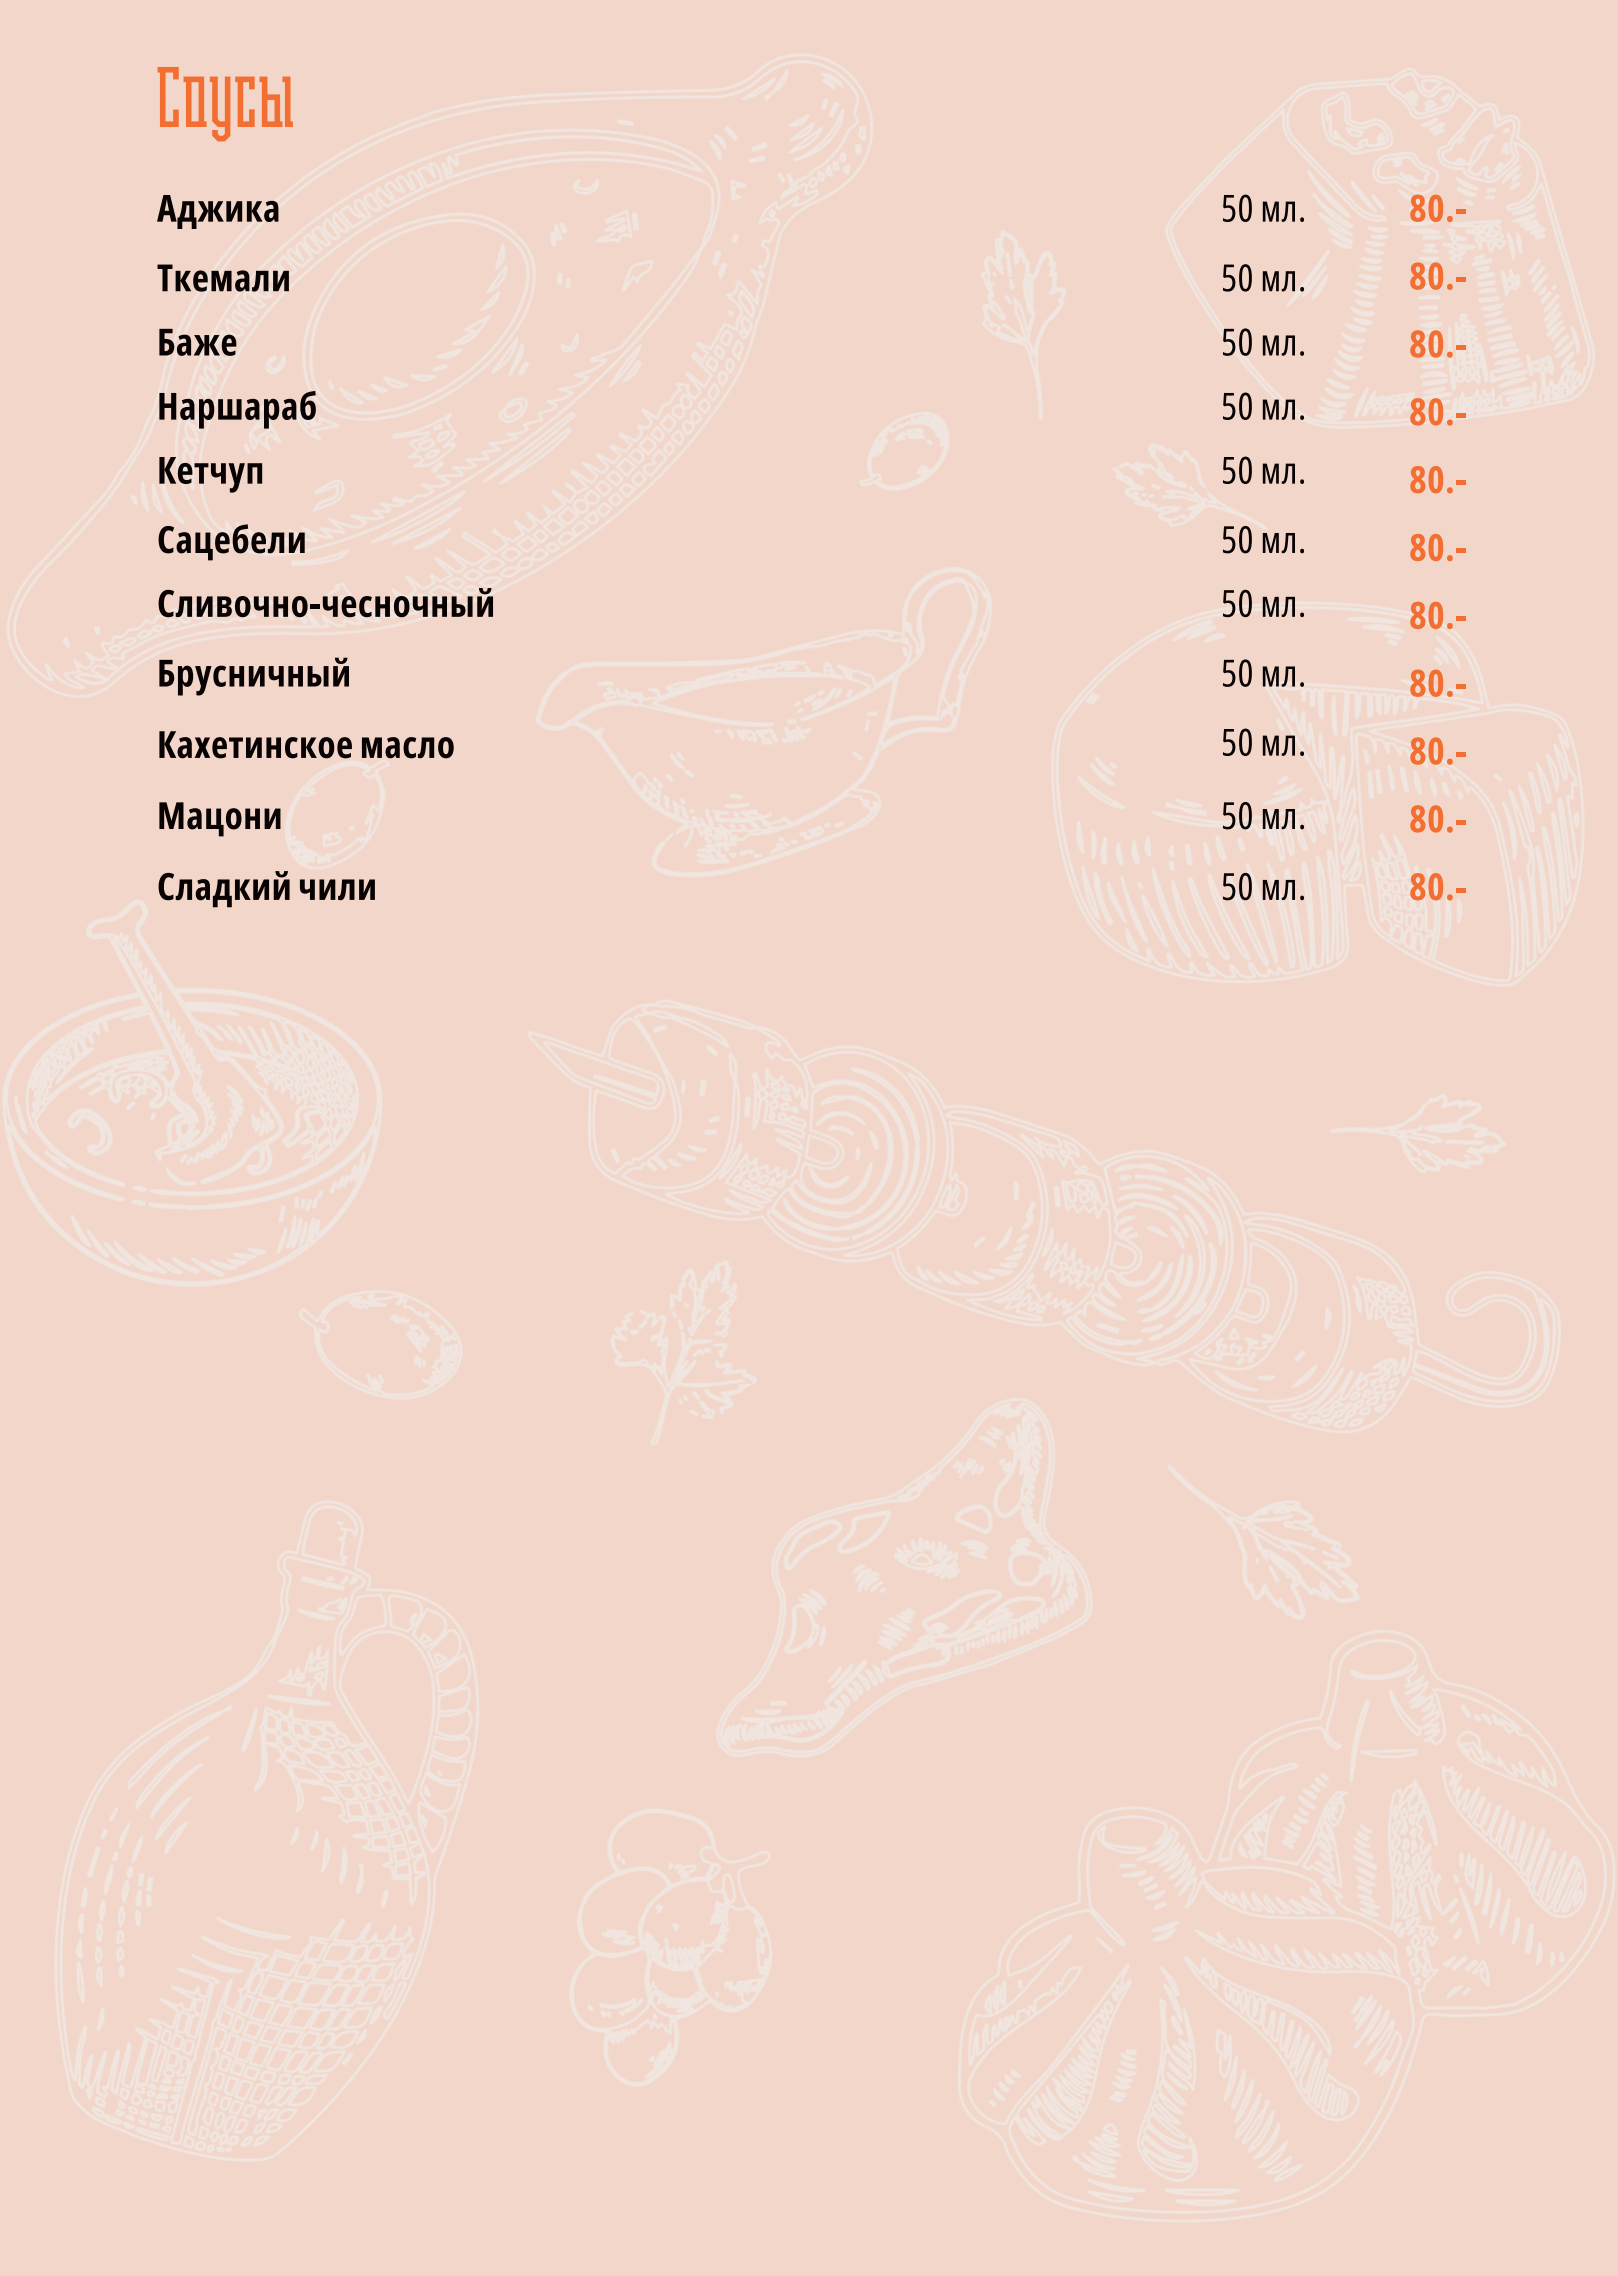 Соусы
Аджика 50 мл. 80.-
Ткемали 50 мл. 80.-
Баже 50 мл. 80.-
Наршараб 50 мл. 80.-
Кетчуп 50 мл. 80.-
Сацебели 50 мл. 80.-
Сливочно-чесночный 50 мл. 80.-
Брусничный 50 мл. 80.-
Кахетинское масло 50 мл. 80.-
Мацони 50 мл. 80.-
Сладкий чили 50 мл. 80.-